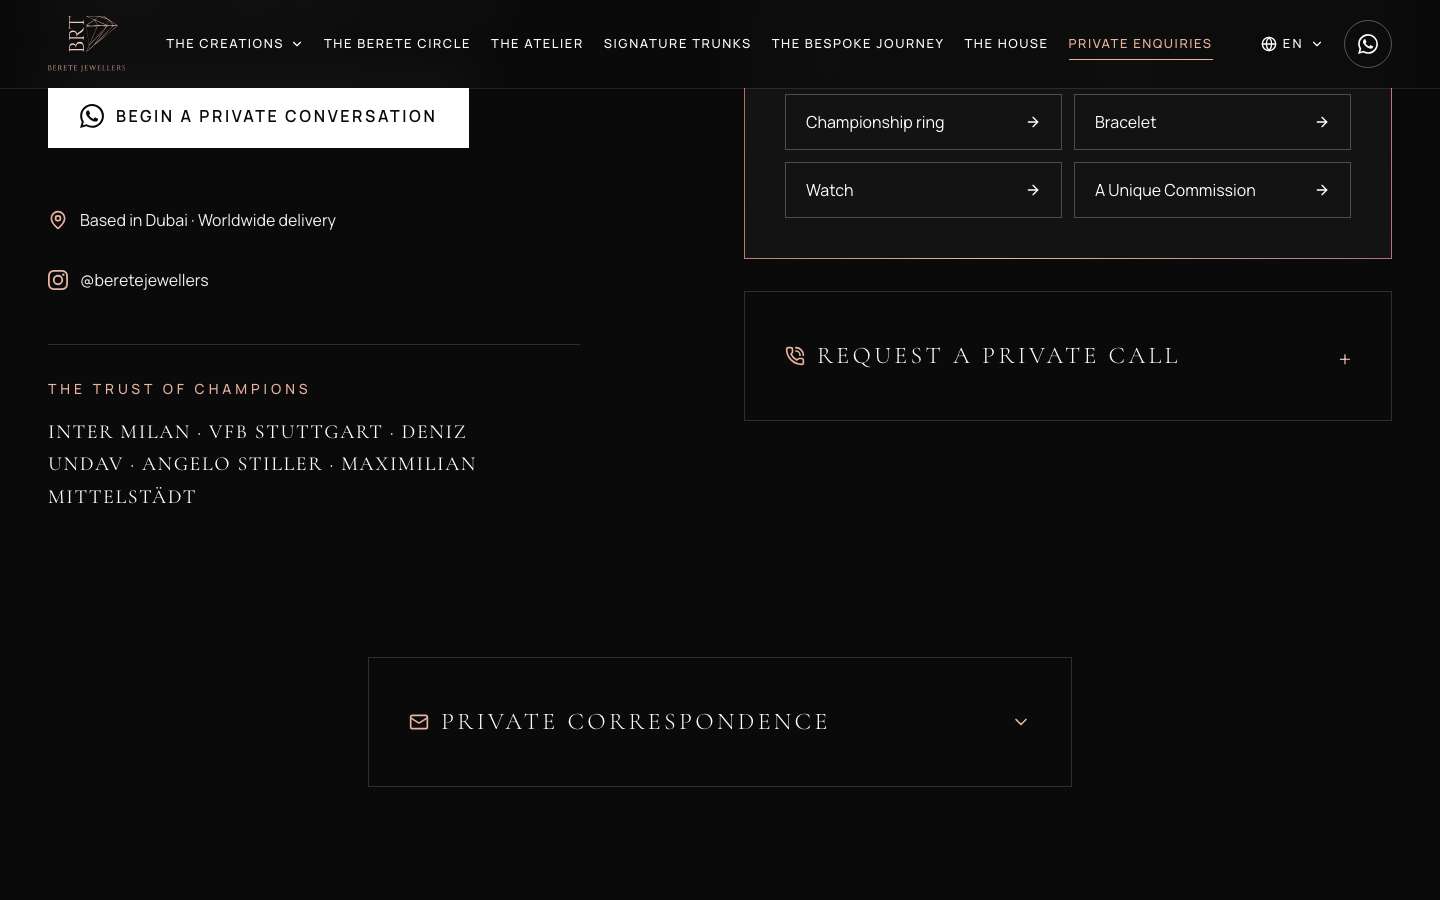 BRT
BERETE JEWELLERS
THE CREATIONS
THE BERETE CIRCLE
THE ATELIER
SIGNATURE TRUNKS
THE BESPOKE JOURNEY
THE HOUSE
PRIVATE ENQUIRIES
EN
BEGIN A PRIVATE CONVERSATION
Based in Dubai · Worldwide delivery
@beretejewellers
THE TRUST OF CHAMPIONS
INTER MILAN · VFB STUTTGART · DENIZ
UNDAV · ANGELO STILLER · MAXIMILIAN
MITTELSTÄDT
Championship ring
Bracelet
Watch
A Unique Commission
REQUEST A PRIVATE CALL
PRIVATE CORRESPONDENCE